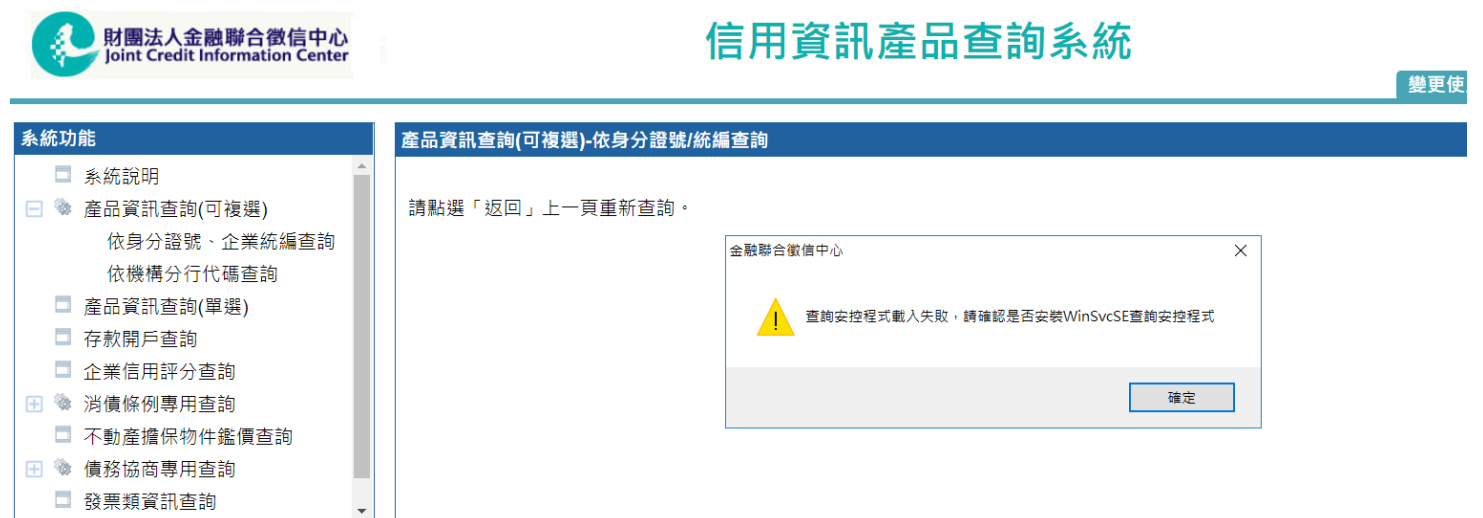 財團法人金融聯合徵信中心
Joint Credit Information Center
信用資訊產品查詢系統
變更使
系統功能
系統說明
產品資訊查詢(可複選)
依身分證號、企業統編查詢
依機構分行代碼查詢
產品資訊查詢(單選)
存款開戶查詢
企業信用評分查詢
消債條例專用查詢
不動產擔保物件鑑價查詢
債務協商專用查詢
發票類資訊查詢
產品資訊查詢(可複選)-依身分證號/統編查詢
請點選「返回」上一頁重新查詢。
金融聯合徵信中心
查詢安控程式載入失敗，請確認是否安裝WinSvcSE查詢安控程式
確定